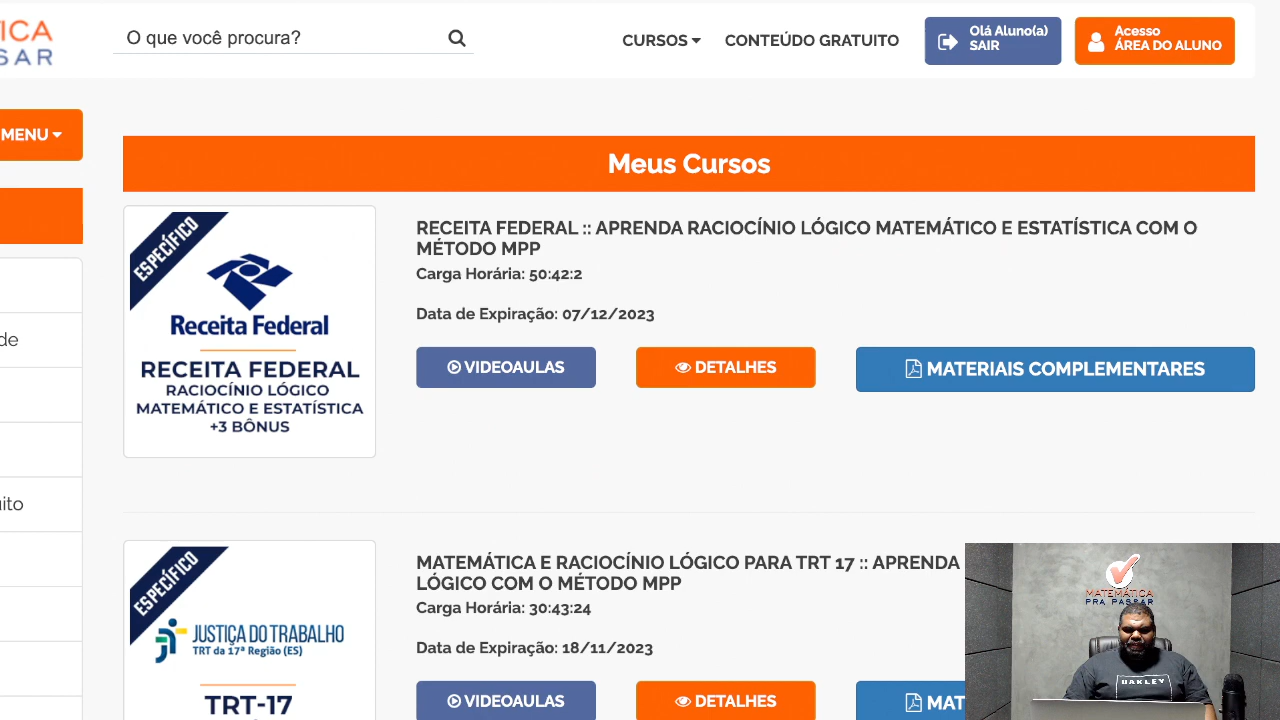 TICA
SSAR
O que você procura?
CURSOS
CONTEÚDO GRATUITO
Olá Aluno(a)
SAIR
Acesso
ÁREA DO ALUNO
MENU
de
ito
Meus Cursos
ESPECÍFICO
Receita Federal
RECEITA FEDERAL
RACIOCÍNIO LÓGICO
MATEMÁTICO E ESTATÍSTICA
+3 BÔNUS
RECEITA FEDERAL :: APRENDA RACIOCÍNIO LÓGICO MATEMÁTICO E ESTATÍSTICA COM O
MÉTODO MPP
Carga Horária: 50:42:2
Data de Expiração: 07/12/2023
VIDEOAULAS
DETALHES
MATERIAIS COMPLEMENTARES
ESPECÍFICO
JUSTIÇA DO TRABALHO
TRT da 17ª Região (ES)
TRT-17
MATEMÁTICA E RACIOCÍNIO LÓGICO PARA TRT 17 :: APRENDA
LÓGICO COM O MÉTODO MPP
Carga Horária: 30:43:24
Data de Expiração: 18/11/2023
VIDEOAULAS
DETALHES
MAT
MATEMÁTICA
PRA PASSAR
OAKLEY